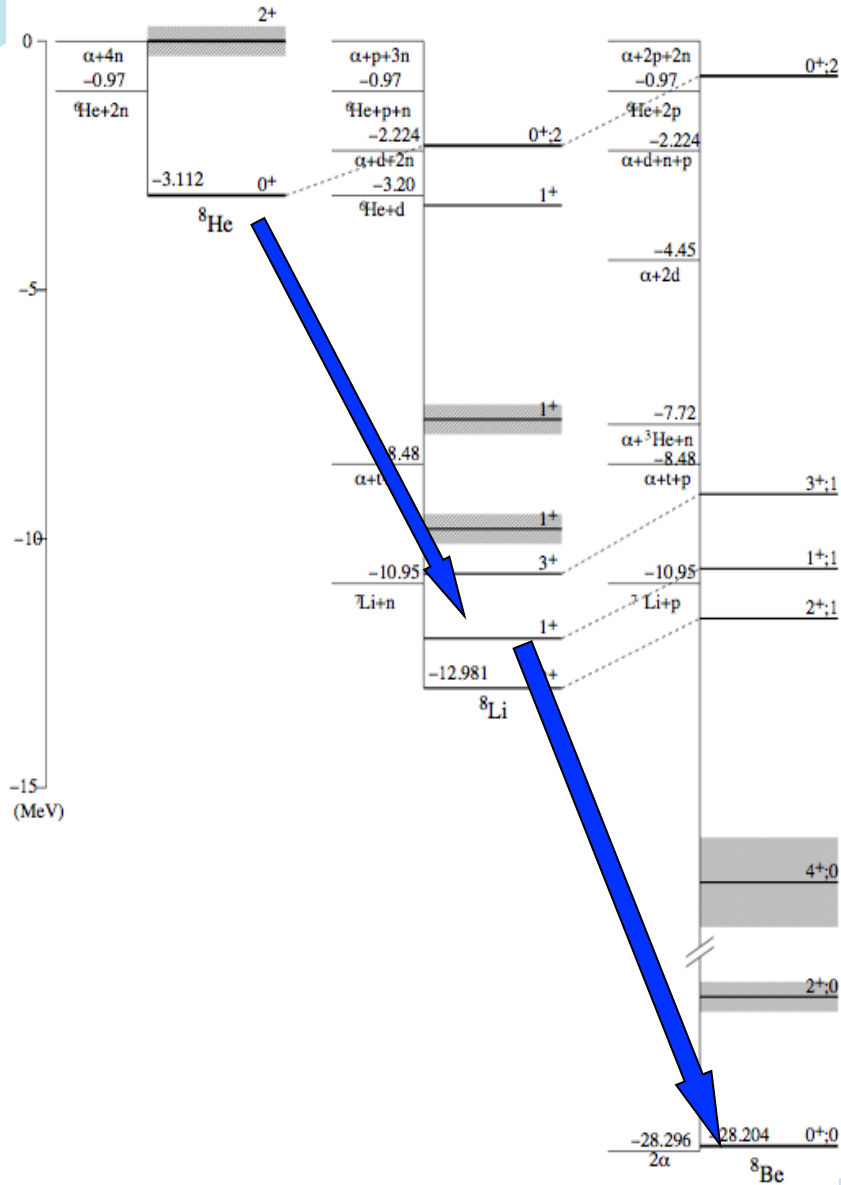 0
α+4n
−0.97
⁶He+2n
2+
−3.112
0+
⁸He
α+p+3n
−0.97
⁶He+p+n
−2.224
α+d+2n
−3.20
⁶He+d
0+;2
1+
1+
8.48
α+t
1+
3+
−10.95
⁷Li+n
1+
−12.981
+
⁸Li
α+2p+2n
−0.97
⁶He+2p
−2.224
α+d+n+p
−4.45
α+2d
−7.72
α+³He+n
−8.48
α+t+p
−10.95
⁷Li+p
0+;2
3+;1
1+;1
2+;1
4+;0
2+;0
−28.296
2α
28.204
0+;0
⁸Be
−5
−10
−15
(MeV)